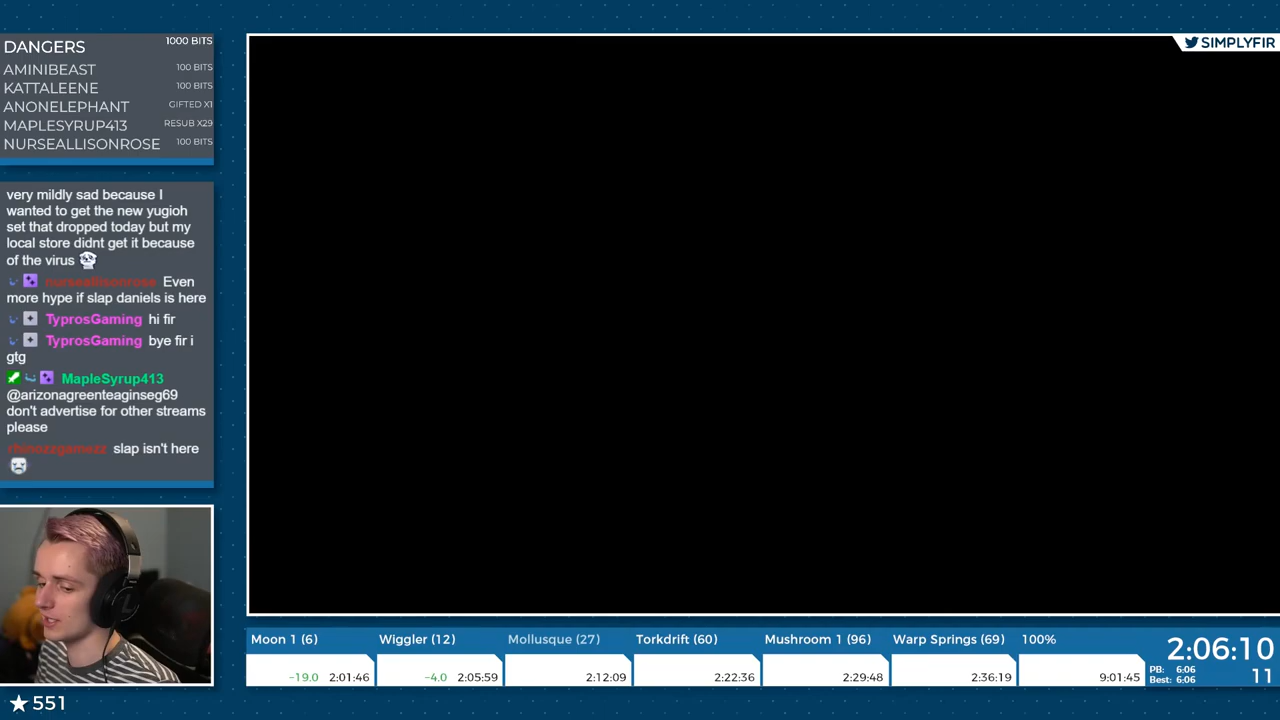 DANGERS 1000 BITS
AMINIBEAST 100 BITS
KATTALEENE 100 BITS
ANONELEPHANT GIFTED X1
MAPLESYRUP413 RESUB X29
NURSEALLISONROSE 100 BITS
very mildly sad because I
wanted to get the new yugioh
set that dropped today but my
local store didnt get it because
of the virus
nurseallisonrose Even
more hype if slap daniels is here
TyprosGaming hi fir
TyprosGaming bye fir i
gtg
MapleSyrup413
@arizonagreenteaginseg69
don't advertise for other streams
please
rhinozzgamezz slap isn't here
551
SIMPLYFIR
Moon 1 (6) Wiggler (12) Mollusque (27) Torkdrift (60) Mushroom 1 (96) Warp Springs (69) 100%
-19.0 2:01:46 -4.0 2:05:59 2:12:09 2:22:36 2:29:48 2:36:19 9:01:45
2:06:10
PB: 6.06
Best: 6.06
11